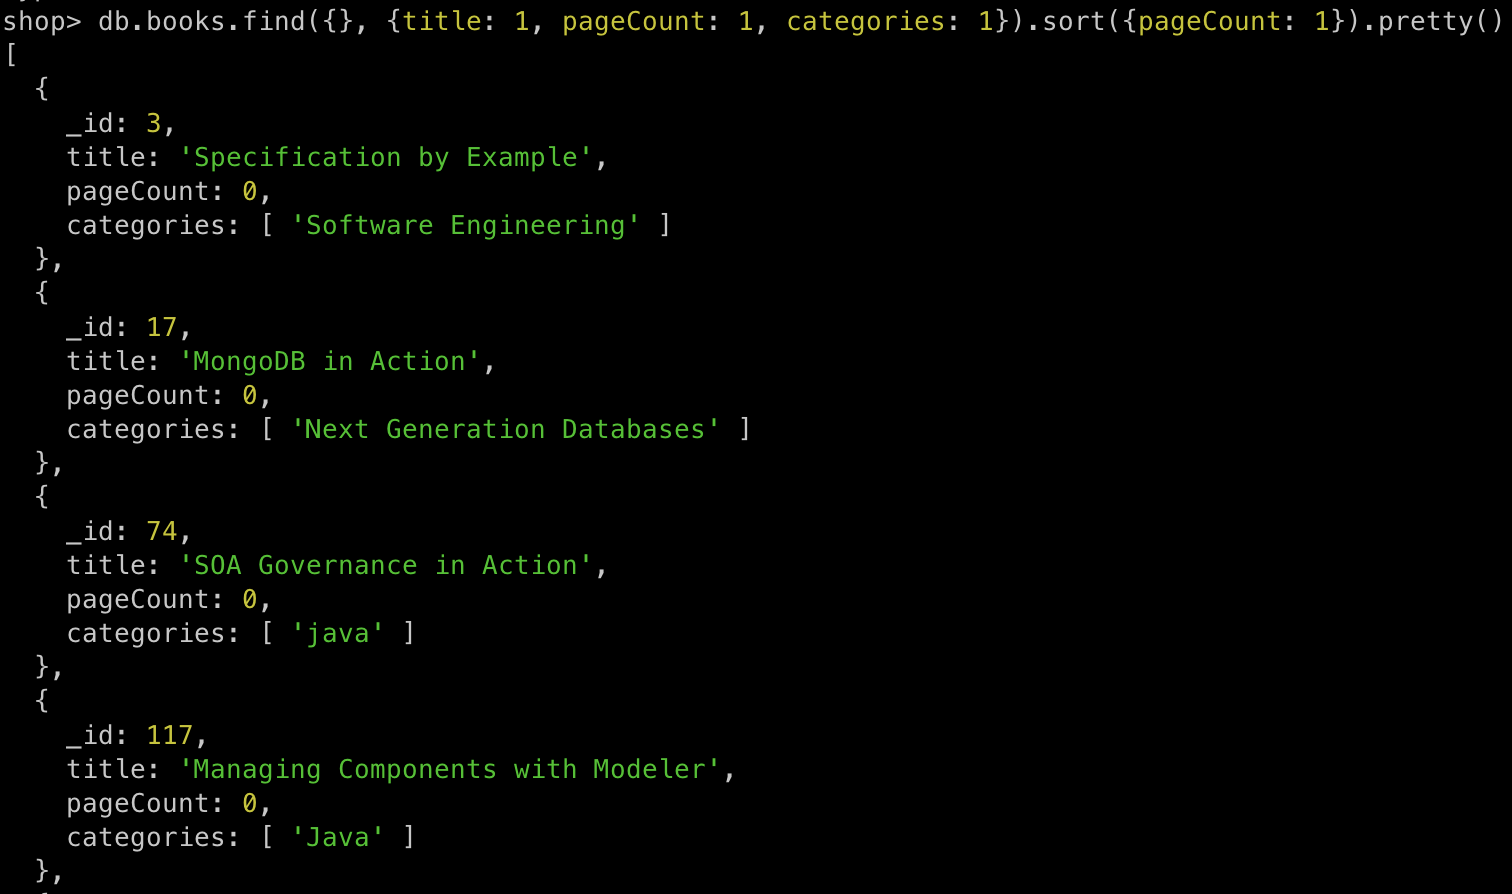 shop> db.books.find({}, {title: 1, pageCount: 1, categories: 1}).sort({pageCount: 1}).pretty()
[
  {
    _id: 3,
    title: 'Specification by Example',
    pageCount: 0,
    categories: [ 'Software Engineering' ]
  },
  {
    _id: 17,
    title: 'MongoDB in Action',
    pageCount: 0,
    categories: [ 'Next Generation Databases' ]
  },
  {
    _id: 74,
    title: 'SOA Governance in Action',
    pageCount: 0,
    categories: [ 'java' ]
  },
  {
    _id: 117,
    title: 'Managing Components with Modeler',
    pageCount: 0,
    categories: [ 'Java' ]
  },